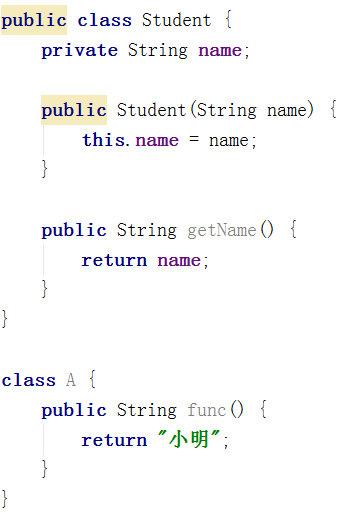 public class Student {
    private String name;

    public Student(String name) {
        this.name = name;
    }

    public String getName() {
        return name;
    }
}

class A {
    public String func() {
        return "小明";
    }
}